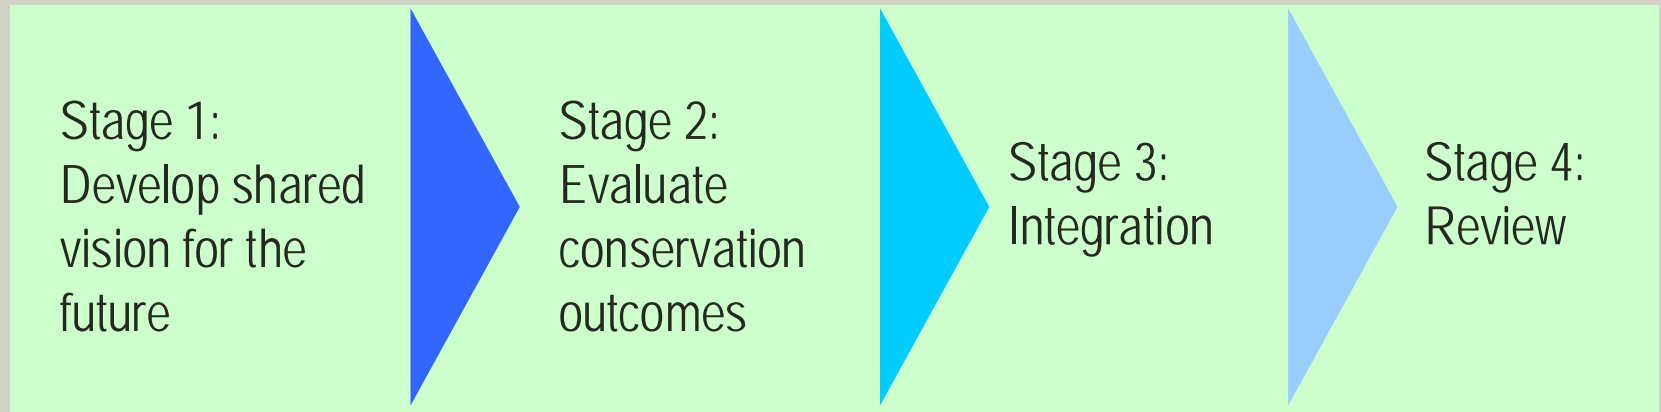 Stage 1:
Develop shared
vision for the
future
Stage 2:
Evaluate
conservation
outcomes
Stage 3:
Integration
Stage 4:
Review